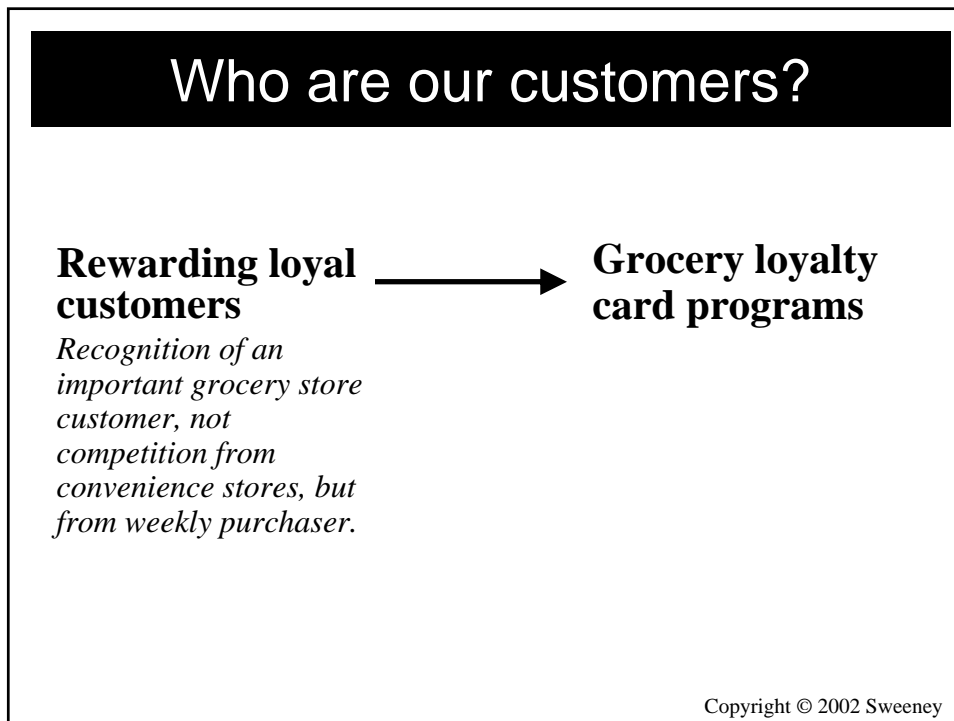 Who are our customers?
Rewarding loyal
customers
Recognition of an
important grocery store
customer, not
competition from
convenience stores, but
from weekly purchaser.
Grocery loyalty
card programs
Copyright © 2002 Sweeney